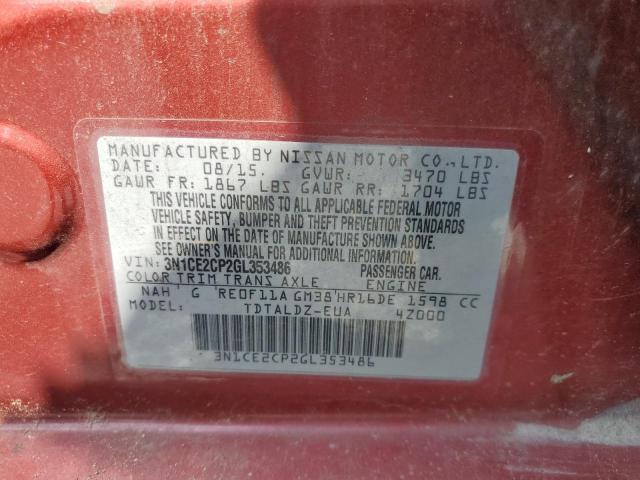 MANUFACTURED BY NISSAN MOTOR CO.,LTD.
DATE: 08/15. GVWR: 3470 LBS
GAWR FR: 1867 LBS GAWR RR: 1704 LBS
THIS VEHICLE CONFORMS TO ALL APPLICABLE FEDERAL MOTOR
VEHICLE SAFETY, BUMPER AND THEFT PREVENTION STANDARDS
IN EFFECT ON THE DATE OF MANUFACTURE SHOWN ABOVE.
SEE OWNER'S MANUAL FOR ADDITIONAL INFORMATION.
VIN: 3N1CE2CP2GL353486 PASSENGER CAR.
COLOR TRIM TRANS AXLE ENGINE
NAH G RE0F11A GM38 HR16DE 1598 CC
MODEL: TDTALDZ-EUA 4Z000
3N1CE2CP2GL353486